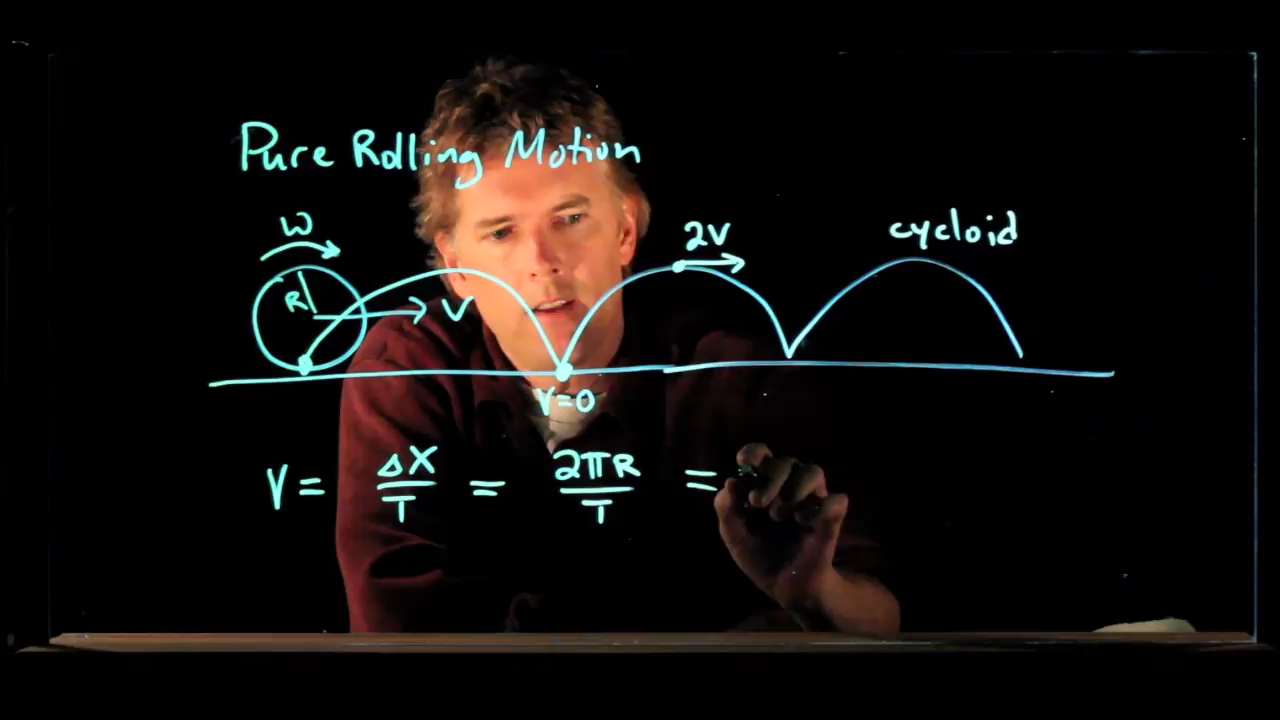 Pure Rolling Motion
ω
2V
cycloid
R
V
V=0
V = ΔX/T = 2πR/T =